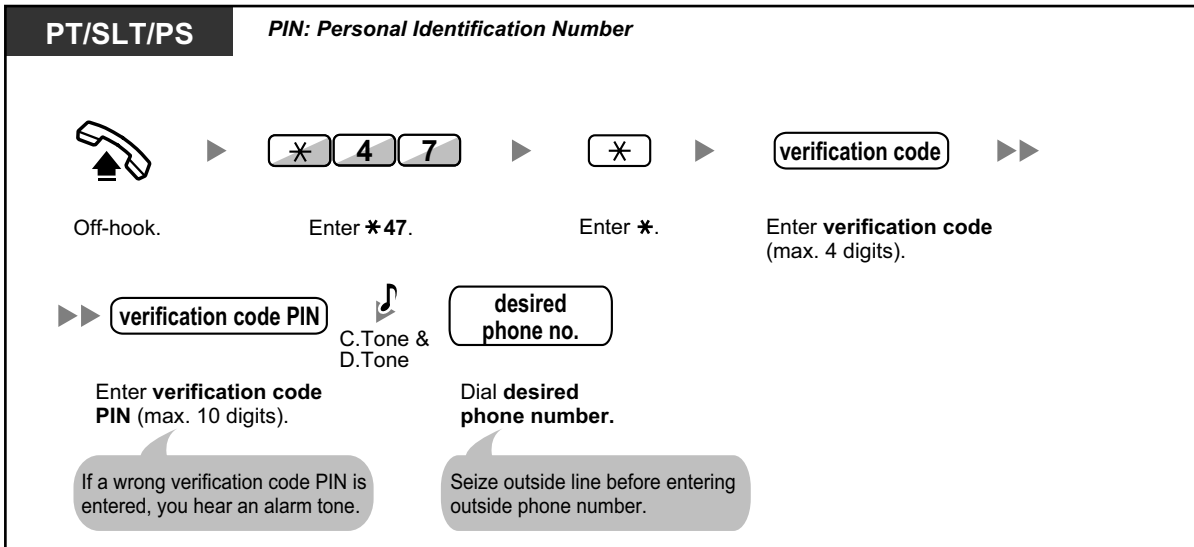 PT/SLT/PS
PIN: Personal Identification Number
✱ 4 7
✱
verification code
Off-hook.
Enter ✱47.
Enter ✱.
Enter verification code
(max. 4 digits).
verification code PIN
C.Tone &
D.Tone
desired
phone no.
Enter verification code
PIN (max. 10 digits).
Dial desired
phone number.
If a wrong verification code PIN is
entered, you hear an alarm tone.
Seize outside line before entering
outside phone number.